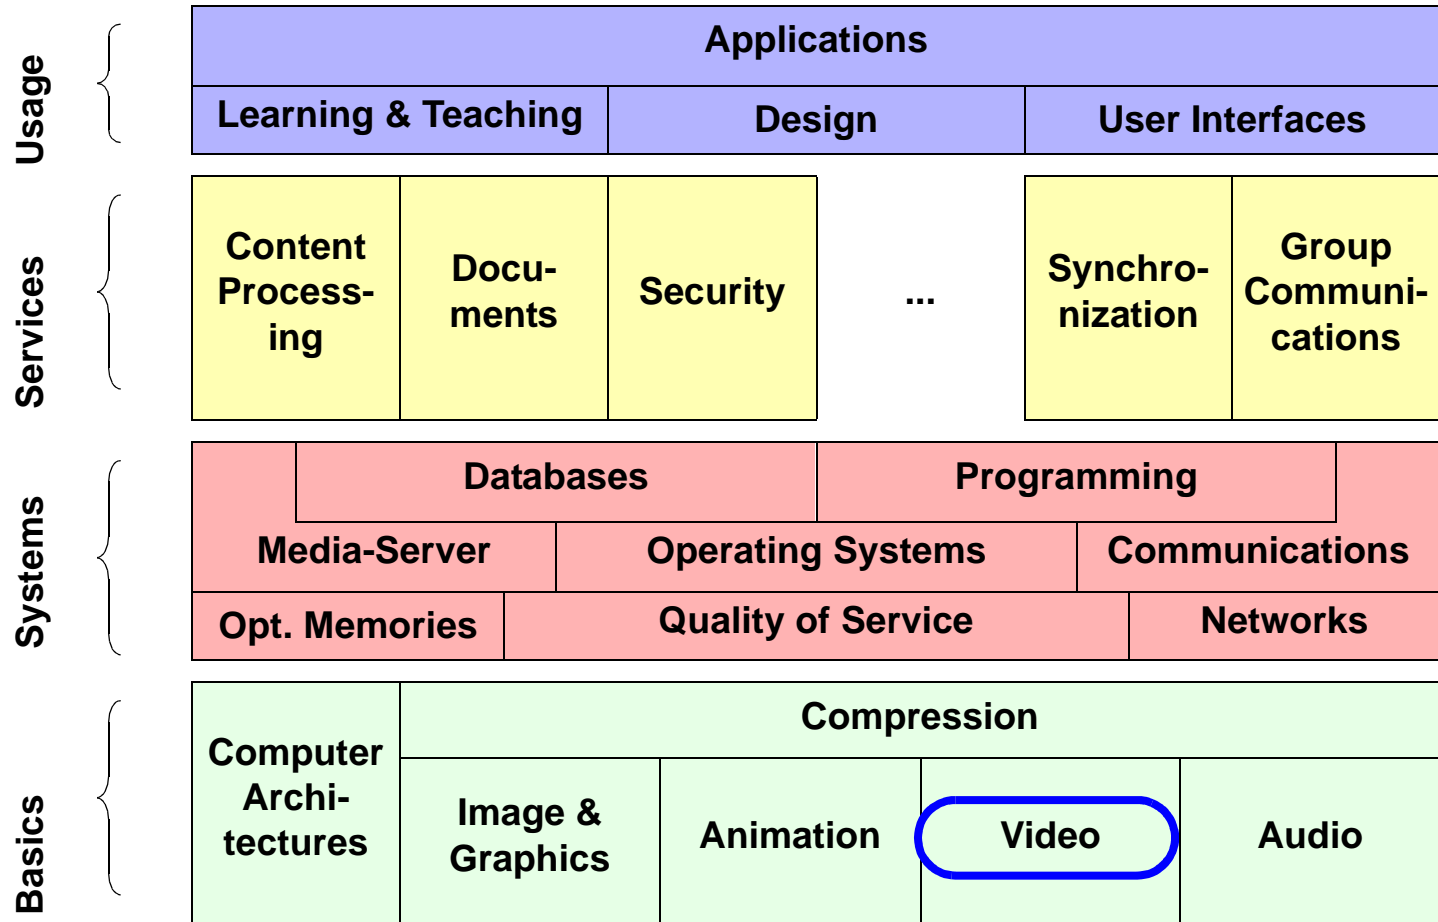 Usage
Applications
Learning & Teaching
Design
User Interfaces
Services
Content
Process-
ing
Docu-
ments
Security
...
Synchro-
nization
Group
Communi-
cations
Systems
Databases
Programming
Media-Server
Operating Systems
Communications
Opt. Memories
Quality of Service
Networks
Basics
Computer
Archi-
tectures
Compression
Image &
Graphics
Animation
Video
Audio